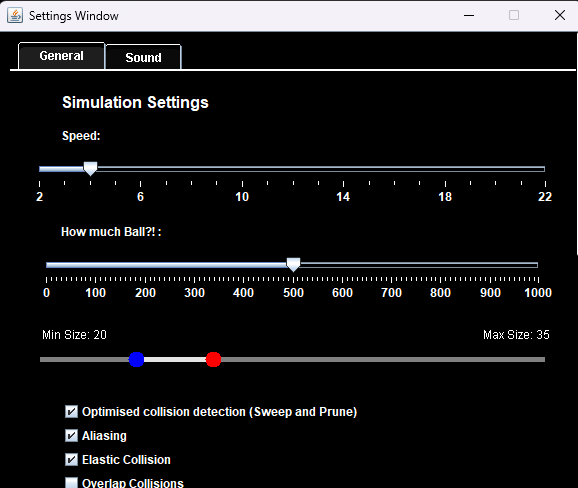 Settings Window
General Sound
Simulation Settings
Speed:
2 6 10 14 18 22
How much Ball?! :
0 100 200 300 400 500 600 700 800 900 1000
Min Size: 20 Max Size: 35
Optimised collision detection (Sweep and Prune)
Aliasing
Elastic Collision
Overlap Collisions